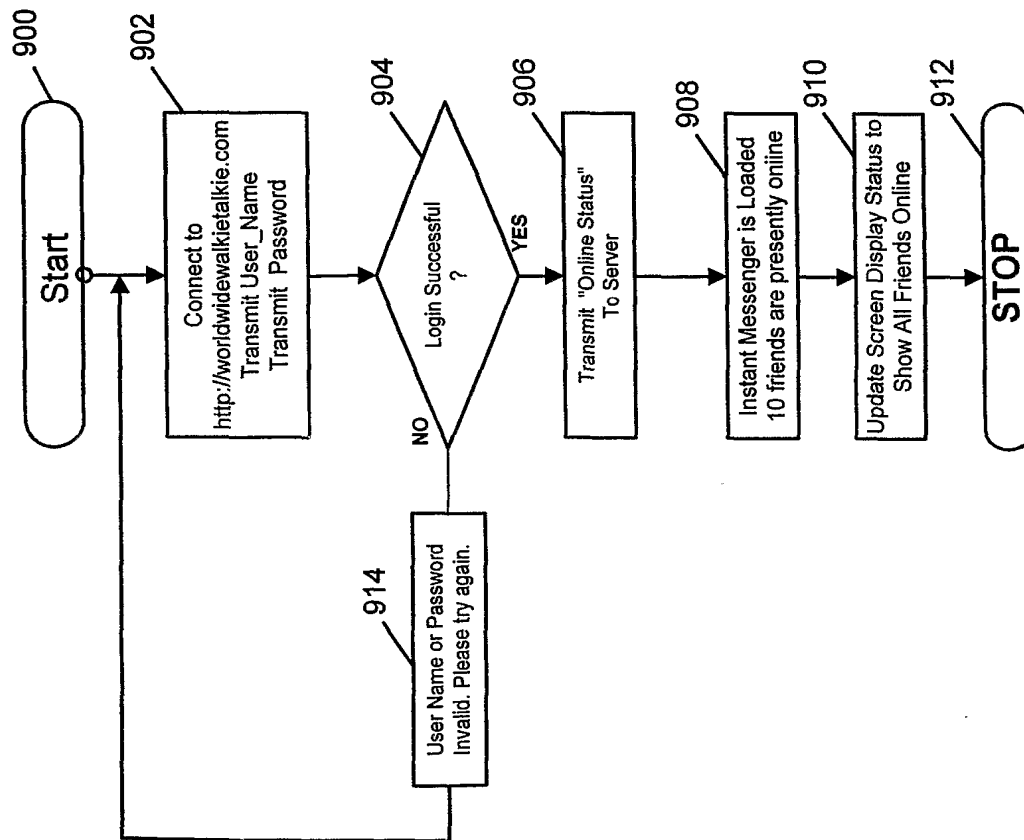 900
Start
902
Connect to
http://worldwidewalkietalkie.com
Transmit User_Name
Transmit Password
904
Login Successful
?
NO
YES
914
User Name or Password
Invalid. Please try again.
906
Transmit "Online Status"
To Server
908
Instant Messenger is Loaded
10 friends are presently online
910
Update Screen Display Status to
Show All Friends Online
912
STOP